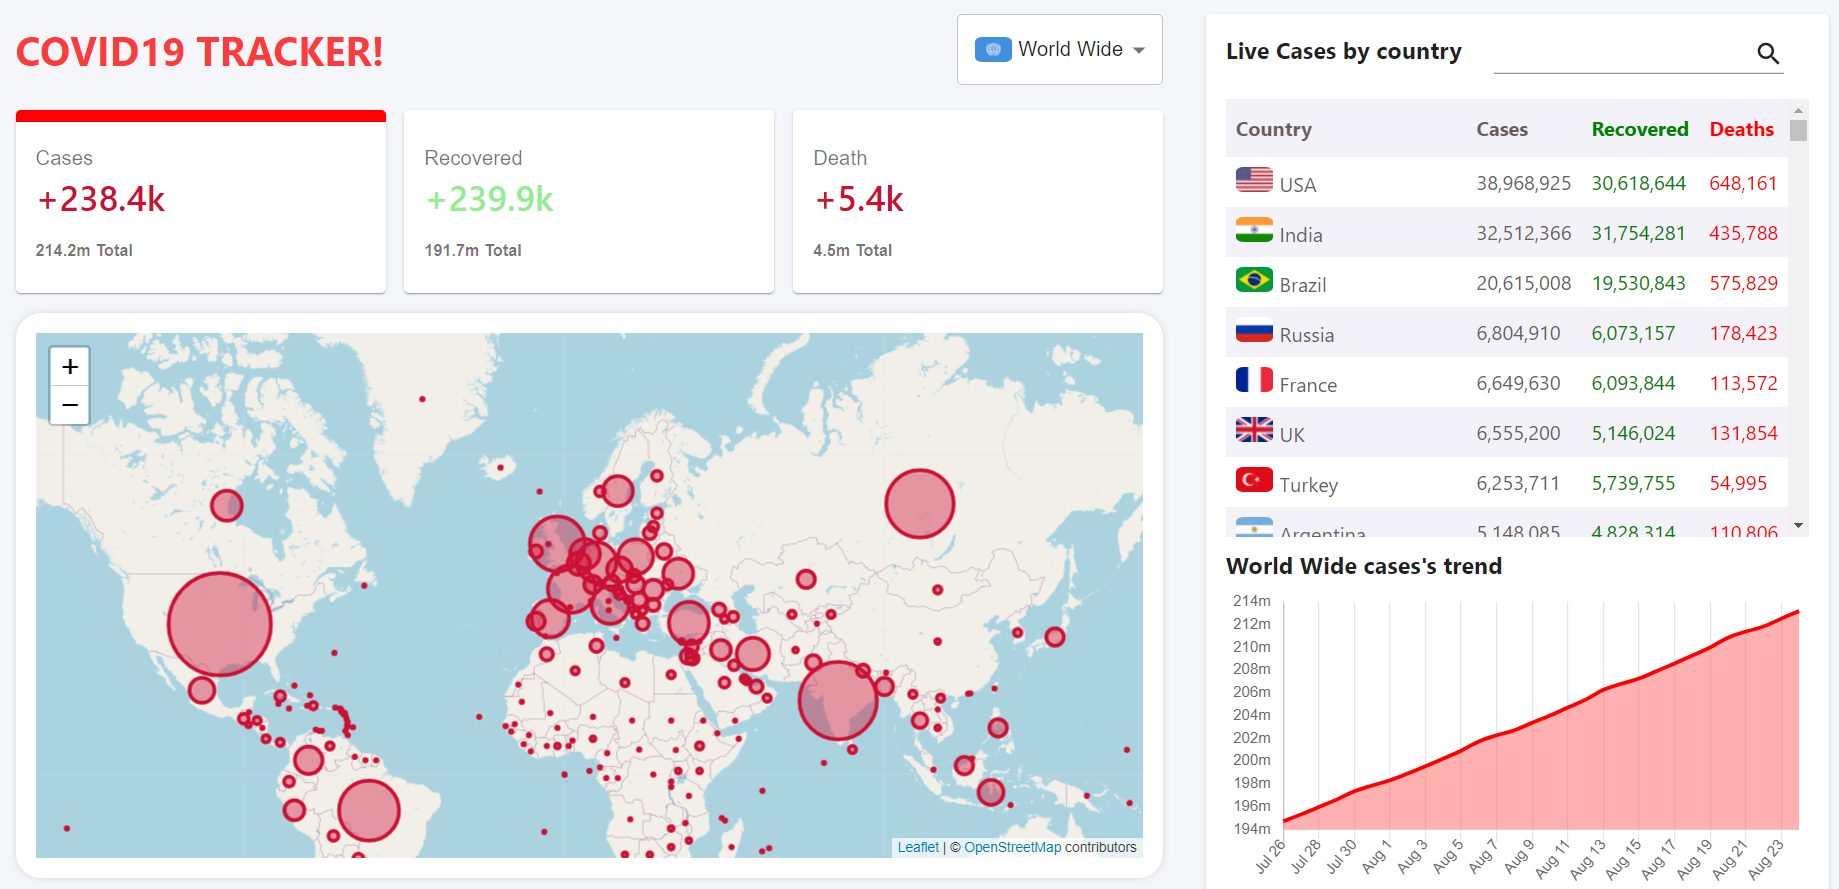 COVID19 TRACKER!
World Wide
Cases
+238.4k
214.2m Total
Recovered
+239.9k
191.7m Total
Death
+5.4k
4.5m Total
+
−
Leaflet | © OpenStreetMap contributors
Live Cases by country
Country Cases Recovered Deaths
USA 38,968,925 30,618,644 648,161
India 32,512,366 31,754,281 435,788
Brazil 20,615,008 19,530,843 575,829
Russia 6,804,910 6,073,157 178,423
France 6,649,630 6,093,844 113,572
UK 6,555,200 5,146,024 131,854
Turkey 6,253,711 5,739,755 54,995
Argentina 5,148,085 4,828,314 110,806
World Wide cases's trend
214m
212m
210m
208m
206m
204m
202m
200m
198m
196m
194m
Jul 26 Jul 28 Jul 30 Aug 1 Aug 3 Aug 5 Aug 7 Aug 9 Aug 11 Aug 13 Aug 15 Aug 17 Aug 19 Aug 21 Aug 23